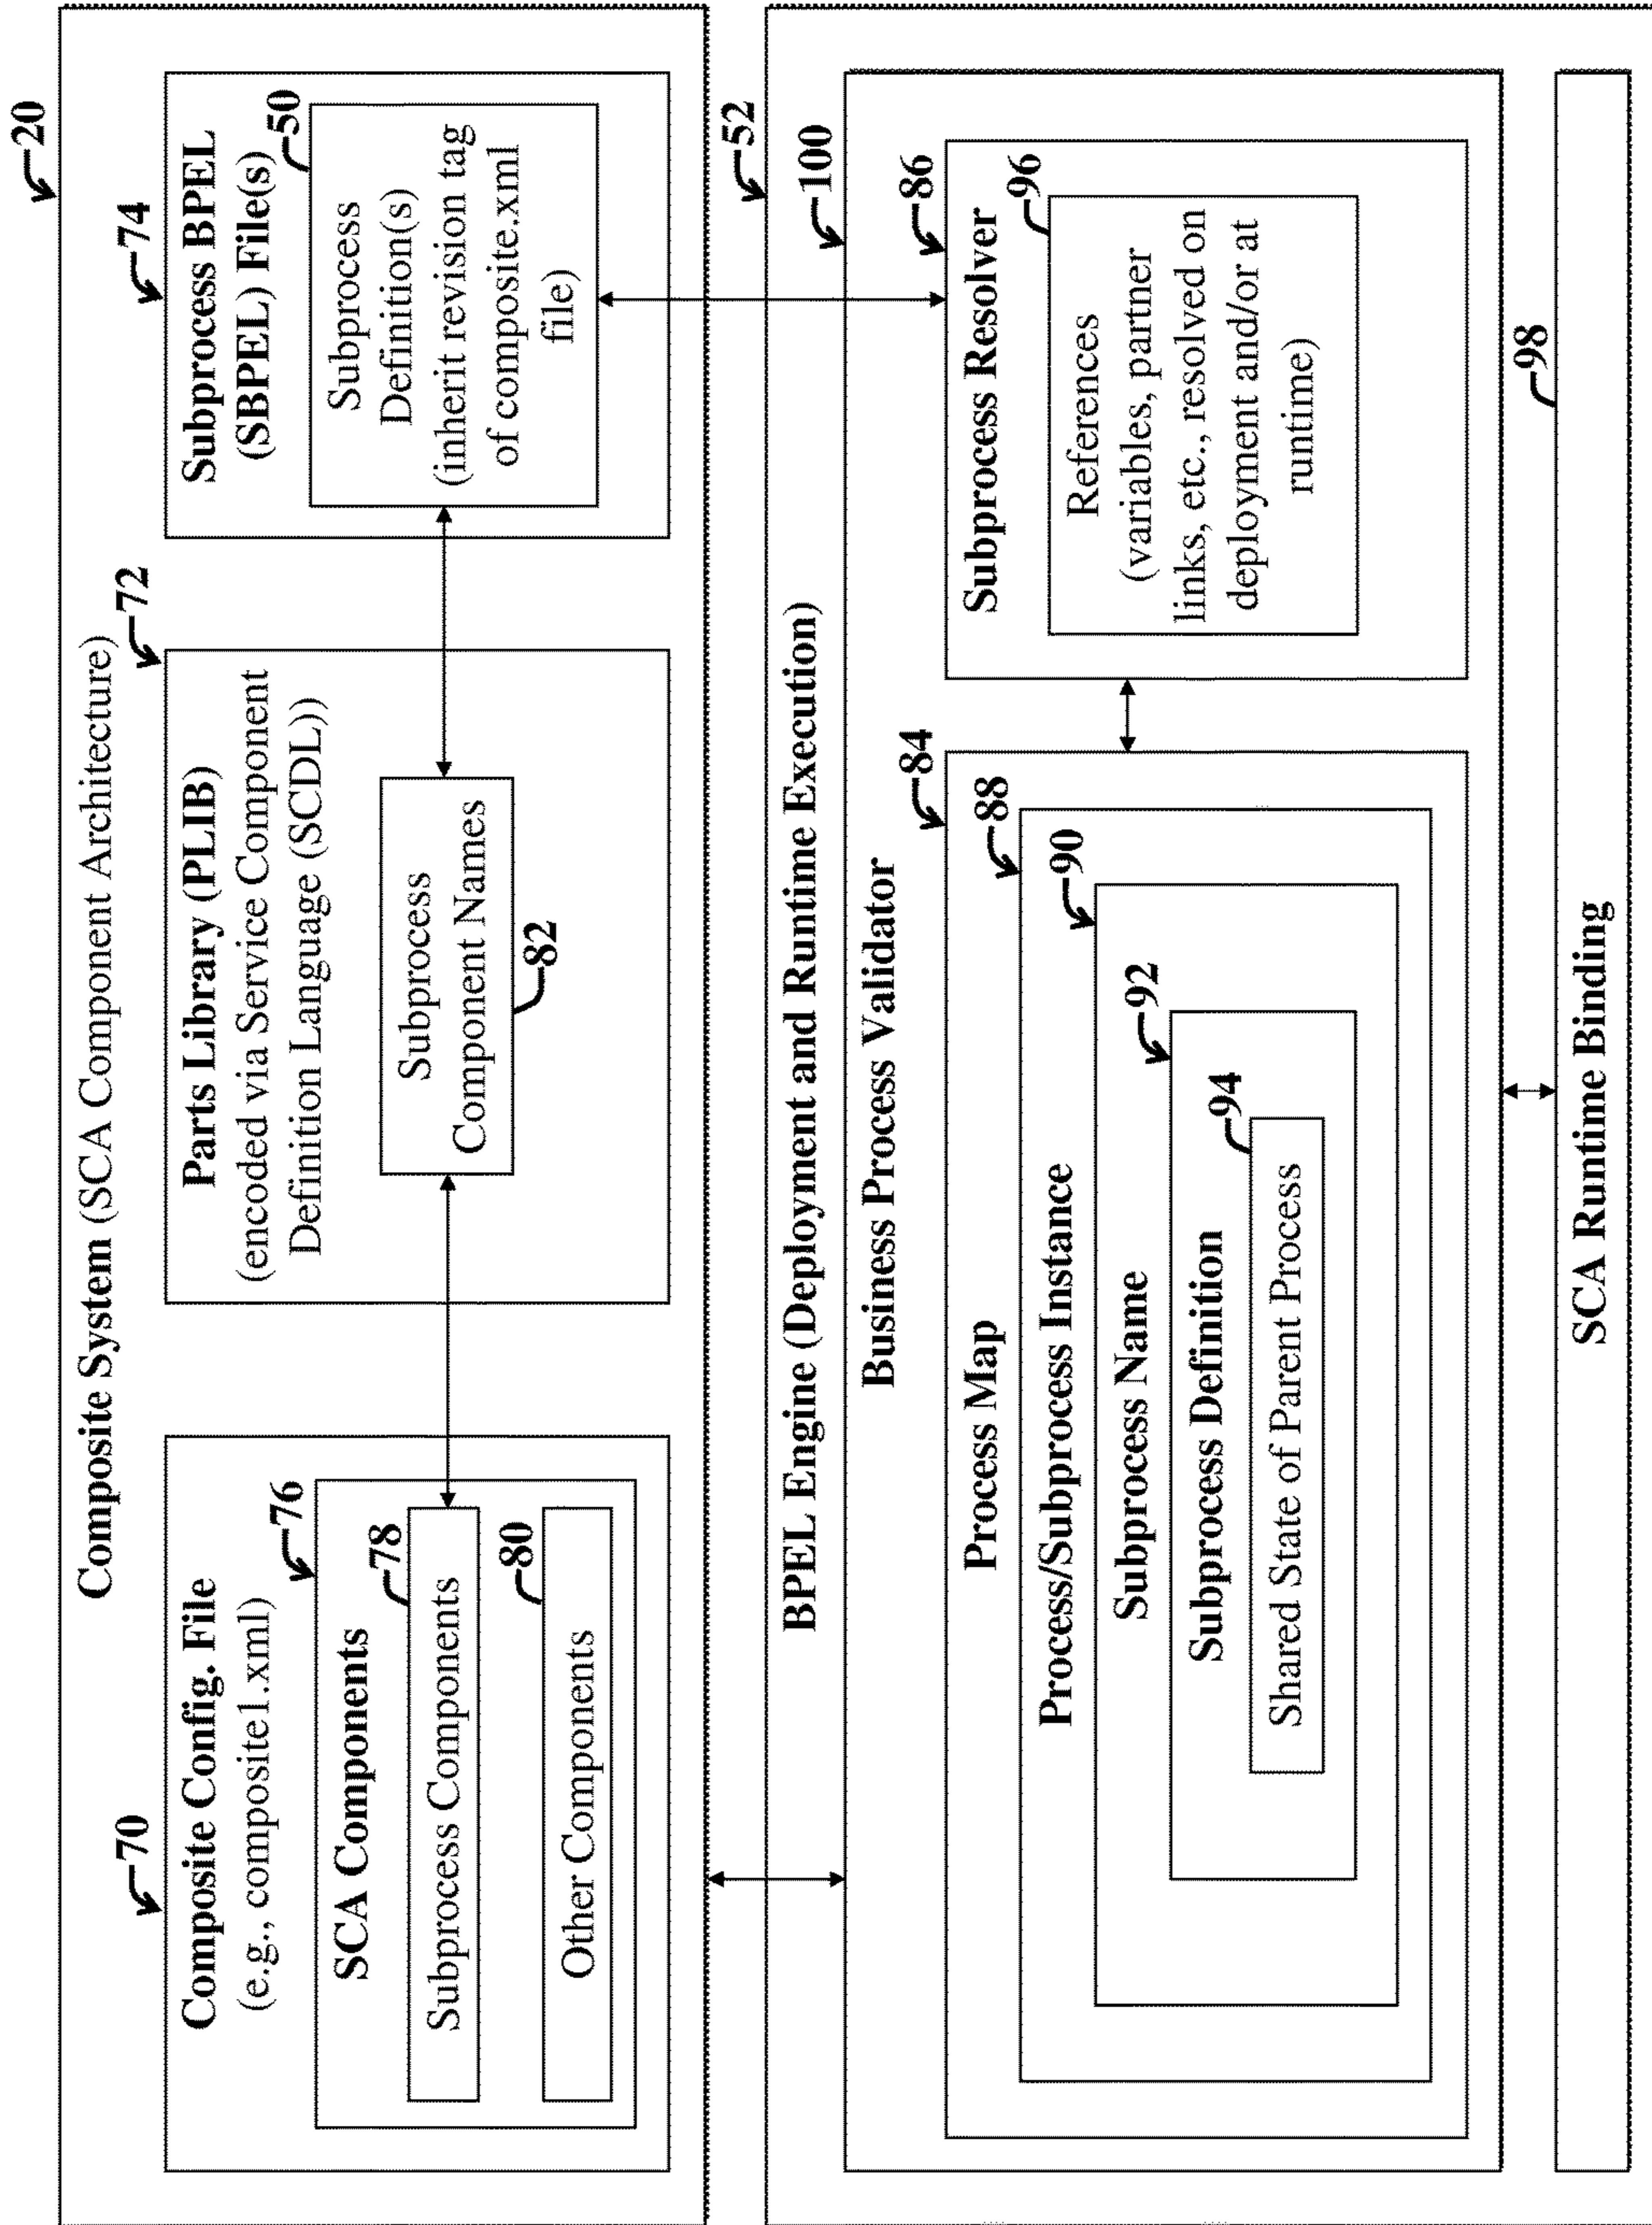 20
Composite System (SCA Component Architecture)
70
Composite Config. File
(e.g., composite1.xml)
76
SCA Components
78
Subprocess Components
80
Other Components
72
Parts Library (PLIB)
(encoded via Service Component
Definition Language (SCDL))
Subprocess
Component Names
82
74
Subprocess BPEL
(SBPEL) File(s)
50
Subprocess
Definition(s)
(inherit revision tag
of composite.xml
file)
52
BPEL Engine (Deployment and Runtime Execution)
100
Business Process Validator
84
Process Map
88
Process/Subprocess Instance
90
Subprocess Name
92
Subprocess Definition
94
Shared State of Parent Process
86
Subprocess Resolver
96
References
(variables, partner
links, etc., resolved on
deployment and/or at
runtime)
98
SCA Runtime Binding